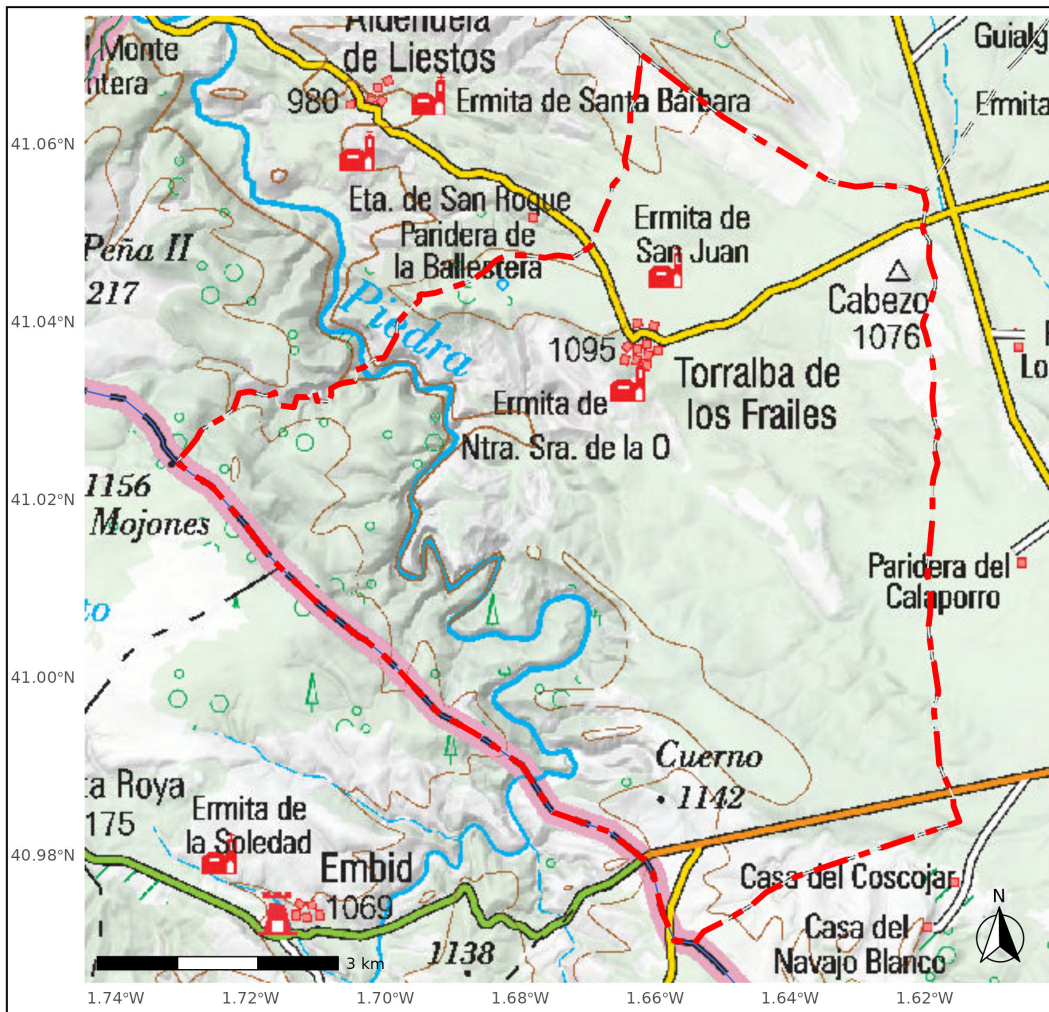 Aldehuela
de Liestos
Monte
980
Ermita de Santa Bárbara
Ermita
41.06°N
Eta. de San Roque
Ermita de
San Juan
Paridera de
la Ballestera
Peña II
217
Piedra
Cabezo
1076
41.04°N
1095
Torralba de
los Frailes
Ermita de
Ntra. Sra. de la O
Lo
41.02°N
1156
Mojones
Paridera del
Calaporro
to
41.00°N
Cuerno
1142
ta Roya
175
Ermita de
la Soledad
40.98°N
Embid
1069
Casa del Coscojar
Casa del
Navajo Blanco
1138
N
3 km
1.74°W 1.72°W 1.70°W 1.68°W 1.66°W 1.64°W 1.62°W